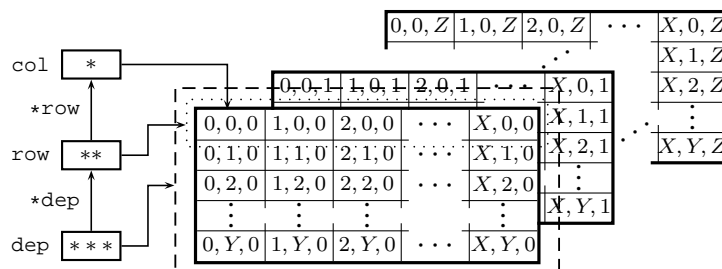 0,0,Z 1,0,Z 2,0,Z ··· X,0,Z
col * X,1,Z
0,0,1 1,0,1 2,0,1 ··· X,0,1 X,2,Z
*row 0,0,0 1,0,0 2,0,0 ··· X,0,0 X,1,1 ⋮
row ** 0,1,0 1,1,0 2,1,0 X,1,0 X,2,1 X,Y,Z
*dep 0,2,0 1,2,0 2,2,0 ··· X,2,0 ⋮
⋮ ⋮ ⋮ ⋮ X,Y,1
dep *** 0,Y,0 1,Y,0 2,Y,0 ··· X,Y,0